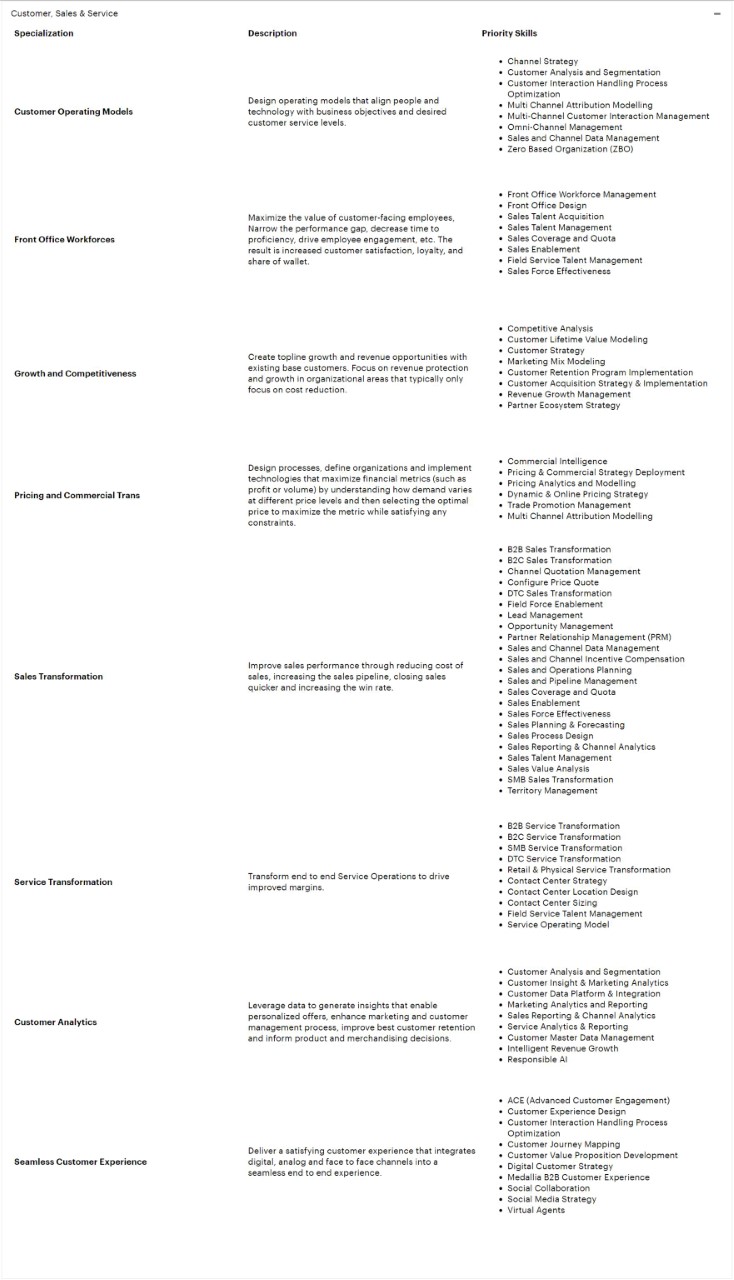 Customer, Sales & Service
–
Specialization
Description
Priority Skills
Customer Operating Models
Design operating models that align people and
technology with business objectives and desired
customer service levels.
• Channel Strategy
• Customer Analysis and Segmentation
• Customer Interaction Handling Process
Optimization
• Multi Channel Attribution Modelling
• Multi-Channel Customer Interaction Management
• Omni-Channel Management
• Sales and Channel Data Management
• Zero Based Organization (ZBO)
Front Office Workforces
Maximize the value of customer-facing employees,
Narrow the performance gap, decrease time to
proficiency, drive employee engagement, etc. The
result is increased customer satisfaction, loyalty, and
share of wallet.
• Front Office Workforce Management
• Front Office Design
• Sales Talent Acquisition
• Sales Talent Management
• Sales Coverage and Quota
• Sales Enablement
• Field Service Talent Management
• Sales Force Effectiveness
Growth and Competitiveness
Create topline growth and revenue opportunities with
existing base customers. Focus on revenue protection
and growth in organizational areas that typically only
focus on cost reduction.
• Competitive Analysis
• Customer Lifetime Value Modeling
• Customer Strategy
• Marketing Mix Modeling
• Customer Retention Program Implementation
• Customer Acquisition Strategy & Implementation
• Revenue Growth Management
• Partner Ecosystem Strategy
Pricing and Commercial Trans
Design processes, define organizations and implement
technologies that maximize financial metrics (such as
profit or volume) by understanding how demand varies
at different price levels and then selecting the optimal
price to maximize the metric while satisfying any
constraints.
• Commercial Intelligence
• Pricing & Commercial Strategy Deployment
• Pricing Analytics and Modelling
• Dynamic & Online Pricing Strategy
• Trade Promotion Management
• Multi Channel Attribution Modelling
Sales Transformation
Improve sales performance through reducing cost of
sales, increasing the sales pipeline, closing sales
quicker and increasing the win rate.
• B2B Sales Transformation
• B2C Sales Transformation
• Channel Quotation Management
• Configure Price Quote
• DTC Sales Transformation
• Field Force Enablement
• Lead Management
• Opportunity Management
• Partner Relationship Management (PRM)
• Sales and Channel Data Management
• Sales and Channel Incentive Compensation
• Sales and Operations Planning
• Sales and Pipeline Management
• Sales Coverage and Quota
• Sales Enablement
• Sales Force Effectiveness
• Sales Planning & Forecasting
• Sales Process Design
• Sales Reporting & Channel Analytics
• Sales Talent Management
• Sales Value Analysis
• SMB Sales Transformation
• Territory Management
Service Transformation
Transform end to end Service Operations to drive
improved margins.
• B2B Service Transformation
• B2C Service Transformation
• SMB Service Transformation
• DTC Service Transformation
• Retail & Physical Service Transformation
• Contact Center Strategy
• Contact Center Location Design
• Contact Center Sizing
• Field Service Talent Management
• Service Operating Model
Customer Analytics
Leverage data to generate insights that enable
personalized offers, enhance marketing and customer
management process, improve best customer retention
and inform product and merchandising decisions.
• Customer Analysis and Segmentation
• Customer Insight & Marketing Analytics
• Customer Data Platform & Integration
• Marketing Analytics and Reporting
• Sales Reporting & Channel Analytics
• Service Analytics & Reporting
• Customer Master Data Management
• Intelligent Revenue Growth
• Responsible AI
Seamless Customer Experience
Deliver a satisfying customer experience that integrates
digital, analog and face to face channels into a
seamless end to end experience.
• ACE (Advanced Customer Engagement)
• Customer Experience Design
• Customer Interaction Handling Process
Optimization
• Customer Journey Mapping
• Customer Value Proposition Development
• Digital Customer Strategy
• Medallia B2B Customer Experience
• Social Collaboration
• Social Media Strategy
• Virtual Agents